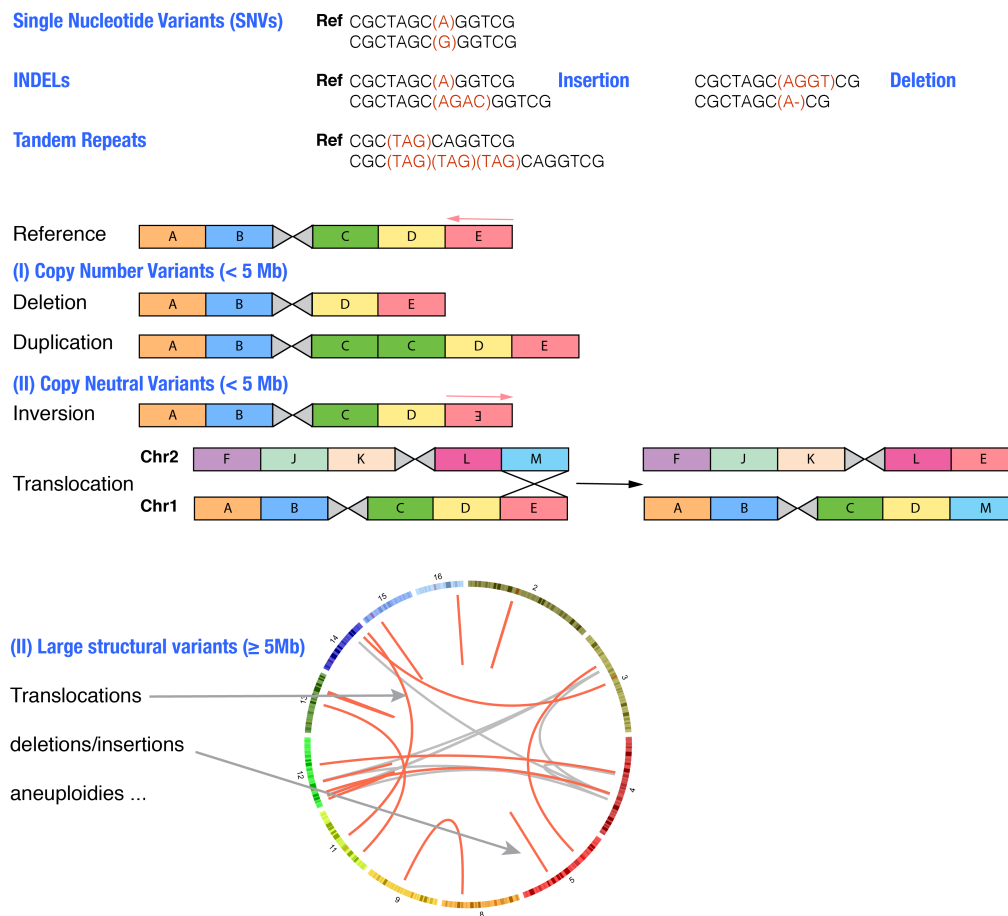 Single Nucleotide Variants (SNVs) Ref CGCTAGC(A)GGTCG
CGCTAGC(G)GGTCG
INDELs Ref CGCTAGC(A)GGTCG Insertion CGCTAGC(AGGT)CG Deletion
CGCTAGC(AGAC)GGTCG CGCTAGC(A-)CG
Tandem Repeats Ref CGC(TAG)CAGGTCG
CGC(TAG)(TAG)(TAG)CAGGTCG
Reference A B C D E
(I) Copy Number Variants (< 5 Mb)
Deletion A B D E
Duplication A B C C D E
(II) Copy Neutral Variants (< 5 Mb)
Inversion A B C D E
Chr2 F J K L M F J K L E
Translocation
Chr1 A B C D E A B C D M
16 2
15
14
(II) Large structural variants (≥ 5Mb)
3
Translocations
13
deletions/insertions
12
aneuploidies ...
4
11
5
9
8